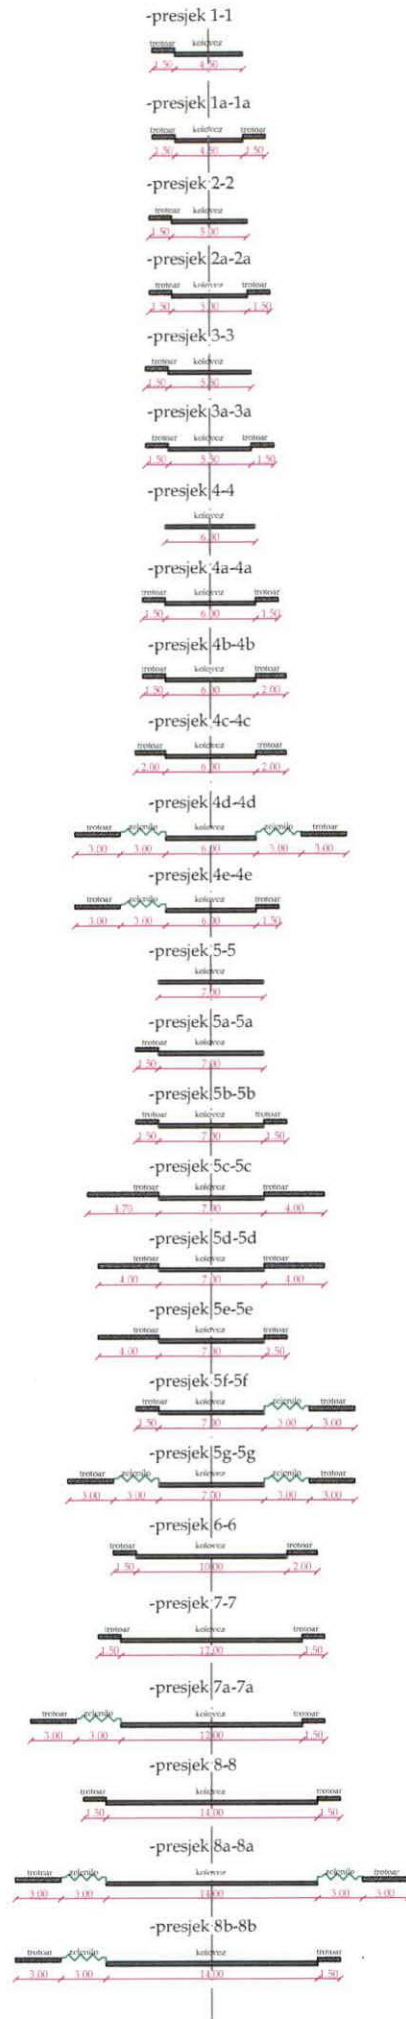 -presjek 1-1
trotoar kolovoz
1.50 4.50
-presjek 1a-1a
trotoar kolovoz trotoar
1.50 4.50 1.50
-presjek 2-2
trotoar kolovoz
1.50 5.00
-presjek 2a-2a
trotoar kolovoz trotoar
1.50 5.00 1.50
-presjek 3-3
trotoar kolovoz
1.50 5.50
-presjek 3a-3a
trotoar kolovoz trotoar
1.50 5.50 1.50
-presjek 4-4
kolovoz
6.00
-presjek 4a-4a
trotoar kolovoz trotoar
1.50 6.00 1.50
-presjek 4b-4b
trotoar kolovoz trotoar
1.50 6.00 2.00
-presjek 4c-4c
trotoar kolovoz trotoar
2.00 6.00 2.00
-presjek 4d-4d
trotoar zelenilo kolovoz zelenilo trotoar
3.00 3.00 6.00 3.00 3.00
-presjek 4e-4e
trotoar zelenilo kolovoz trotoar
3.00 3.00 6.00 1.50
-presjek 5-5
kolovoz
7.00
-presjek 5a-5a
trotoar kolovoz
1.50 7.00
-presjek 5b-5b
trotoar kolovoz trotoar
1.50 7.00 1.50
-presjek 5c-5c
trotoar kolovoz trotoar
4.70 7.00 4.00
-presjek 5d-5d
trotoar kolovoz trotoar
4.00 7.00 4.00
-presjek 5e-5e
trotoar kolovoz trotoar
4.00 7.00 1.50
-presjek 5f-5f
trotoar kolovoz zelenilo trotoar
1.50 7.00 3.00 3.00
-presjek 5g-5g
trotoar zelenilo kolovoz zelenilo trotoar
3.00 3.00 7.00 3.00 3.00
-presjek 6-6
trotoar kolovoz trotoar
1.50 10.00 2.00
-presjek 7-7
trotoar kolovoz trotoar
1.50 12.00 1.50
-presjek 7a-7a
trotoar zelenilo kolovoz trotoar
3.00 3.00 12.00 1.50
-presjek 8-8
trotoar kolovoz trotoar
1.50 14.00 1.50
-presjek 8a-8a
trotoar zelenilo kolovoz zelenilo trotoar
3.00 3.00 14.00 3.00 3.00
-presjek 8b-8b
trotoar zelenilo kolovoz trotoar
3.00 3.00 14.00 1.50